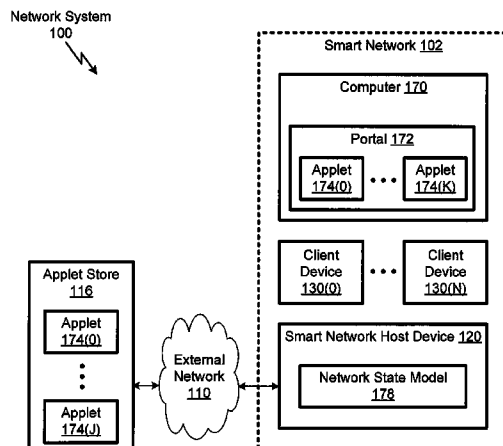 Network System
100
Smart Network 102
Computer 170
Portal 172
Applet
174(0)
• • •
Applet
174(K)
Client
Device
130(0)
• • •
Client
Device
130(N)
Applet Store
116
Applet
174(0)
Applet
174(J)
External
Network
110
Smart Network Host Device 120
Network State Model
178